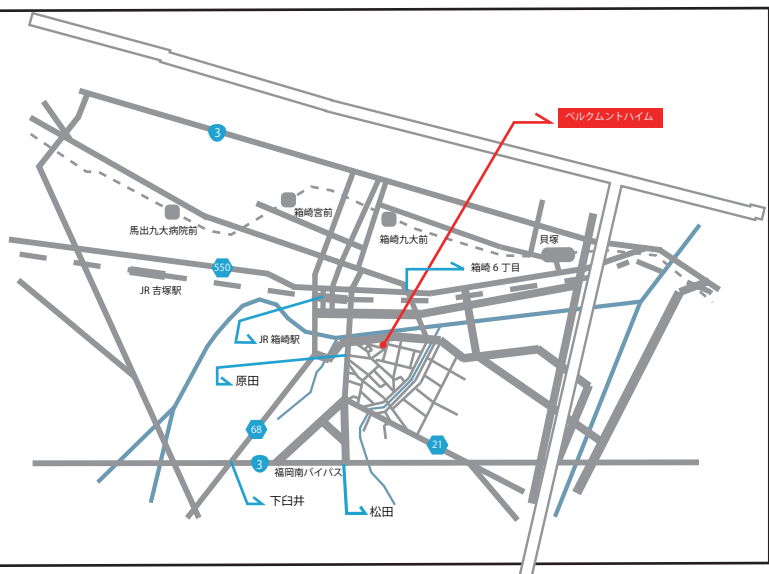 ベルクムントハイム
3
箱崎宮前
馬出九大病院前
箱崎九大前
貝塚
550
箱崎6丁目
JR 吉塚駅
JR 箱崎駅
原田
68
21
3
福岡南バイパス
下臼井
松田